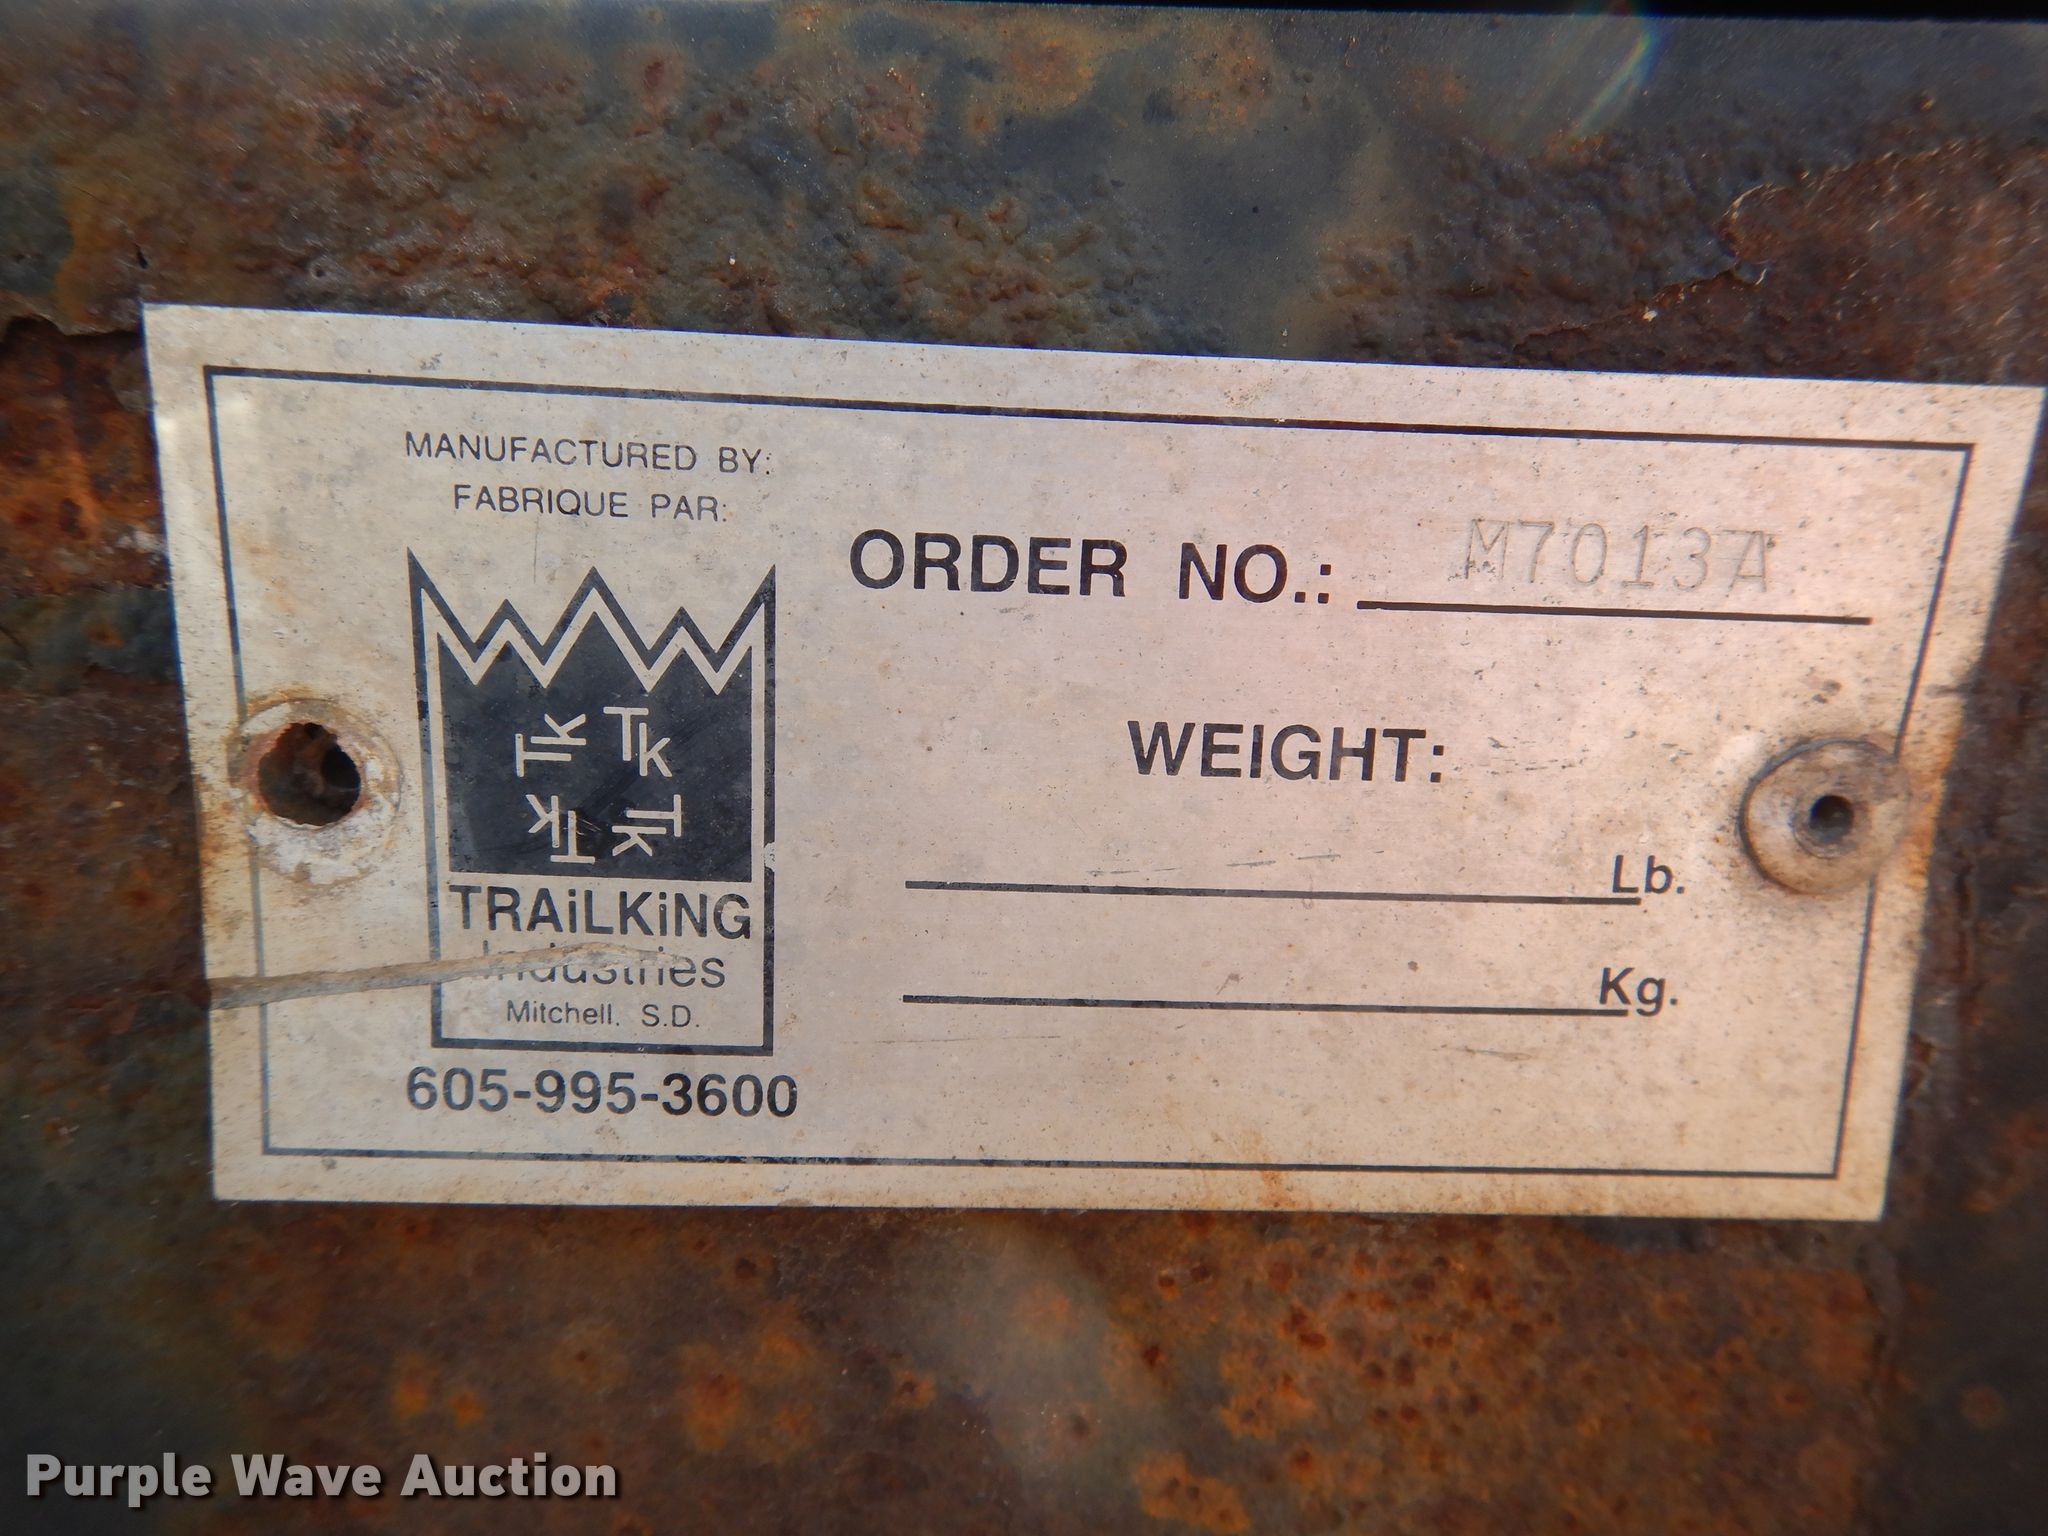 MANUFACTURED BY:
FABRIQUE PAR:
TK TK
TK TK
TRAiLKiNG
Industries
Mitchell, S.D.
605-995-3600
ORDER NO.: M7013A
WEIGHT:
Lb.
Kg.
Purple Wave Auction